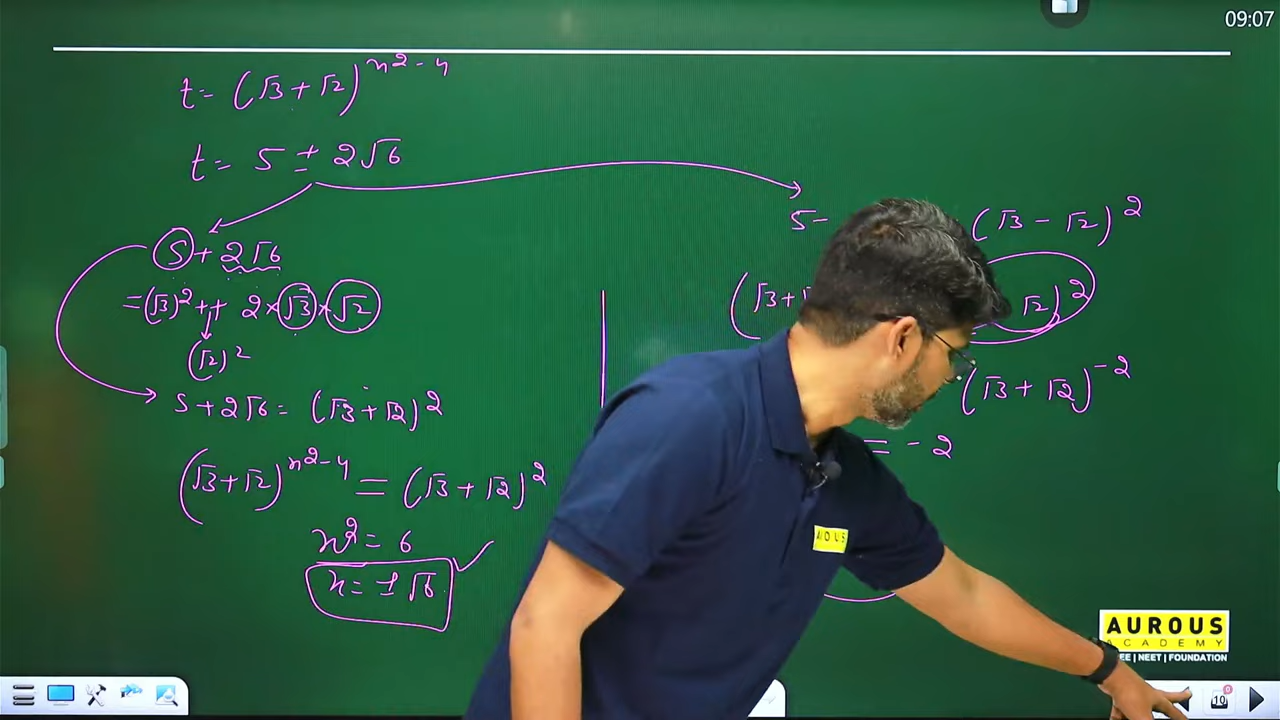 09:07
t = (√3 + √2)^x2 - 4
t = 5 ± 2√6
5 + 2√6
= (√3)^2 + + 2 × √3 × √2
(√2)^2
5 + 2√6 = (√3 + √2)^2
(√3 + √2)^x2 - 4 = (√3 + √2)^2
x^2 = 6
x = ±√6
5 -
(√3 - √2)^2
(√3 +
√2)^2
(√3 + √2)^-2
= -2
AUROUS
ACADEMY
EE | NEET | FOUNDATION
10